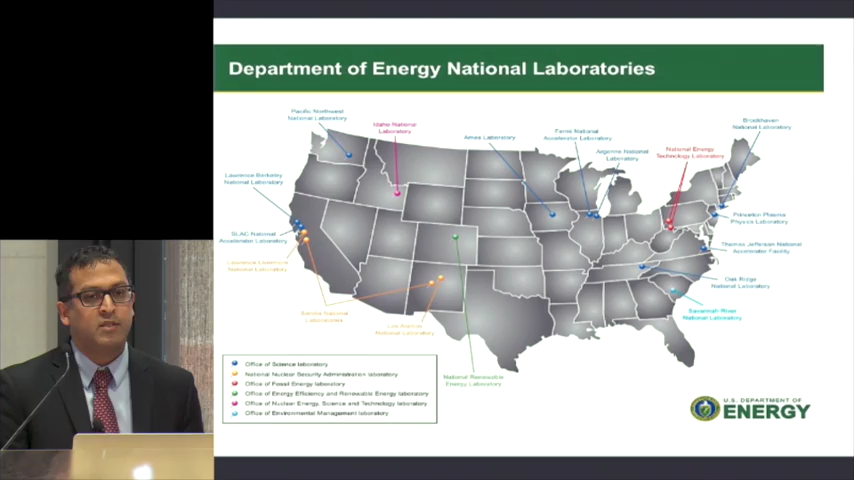 Department of Energy National Laboratories
Pacific Northwest
National Laboratory
Idaho National
Laboratory
Ames Laboratory
Fermi National
Accelerator Laboratory
Argonne National
Laboratory
National Energy
Technology Laboratory
Brookhaven
National Laboratory
Lawrence Berkeley
National Laboratory
SLAC National
Accelerator Laboratory
Lawrence Livermore
National Laboratory
Princeton Plasma
Physics Laboratory
Thomas Jefferson National
Accelerator Facility
Oak Ridge
National Laboratory
Savannah River
National Laboratory
Sandia National
Laboratories
Los Alamos
National Laboratory
National Renewable
Energy Laboratory
Office of Science laboratory
National Nuclear Security Administration laboratory
Office of Fossil Energy laboratory
Office of Energy Efficiency and Renewable Energy laboratory
Office of Nuclear Energy, Science and Technology laboratory
Office of Environmental Management laboratory
U.S. DEPARTMENT OF
ENERGY